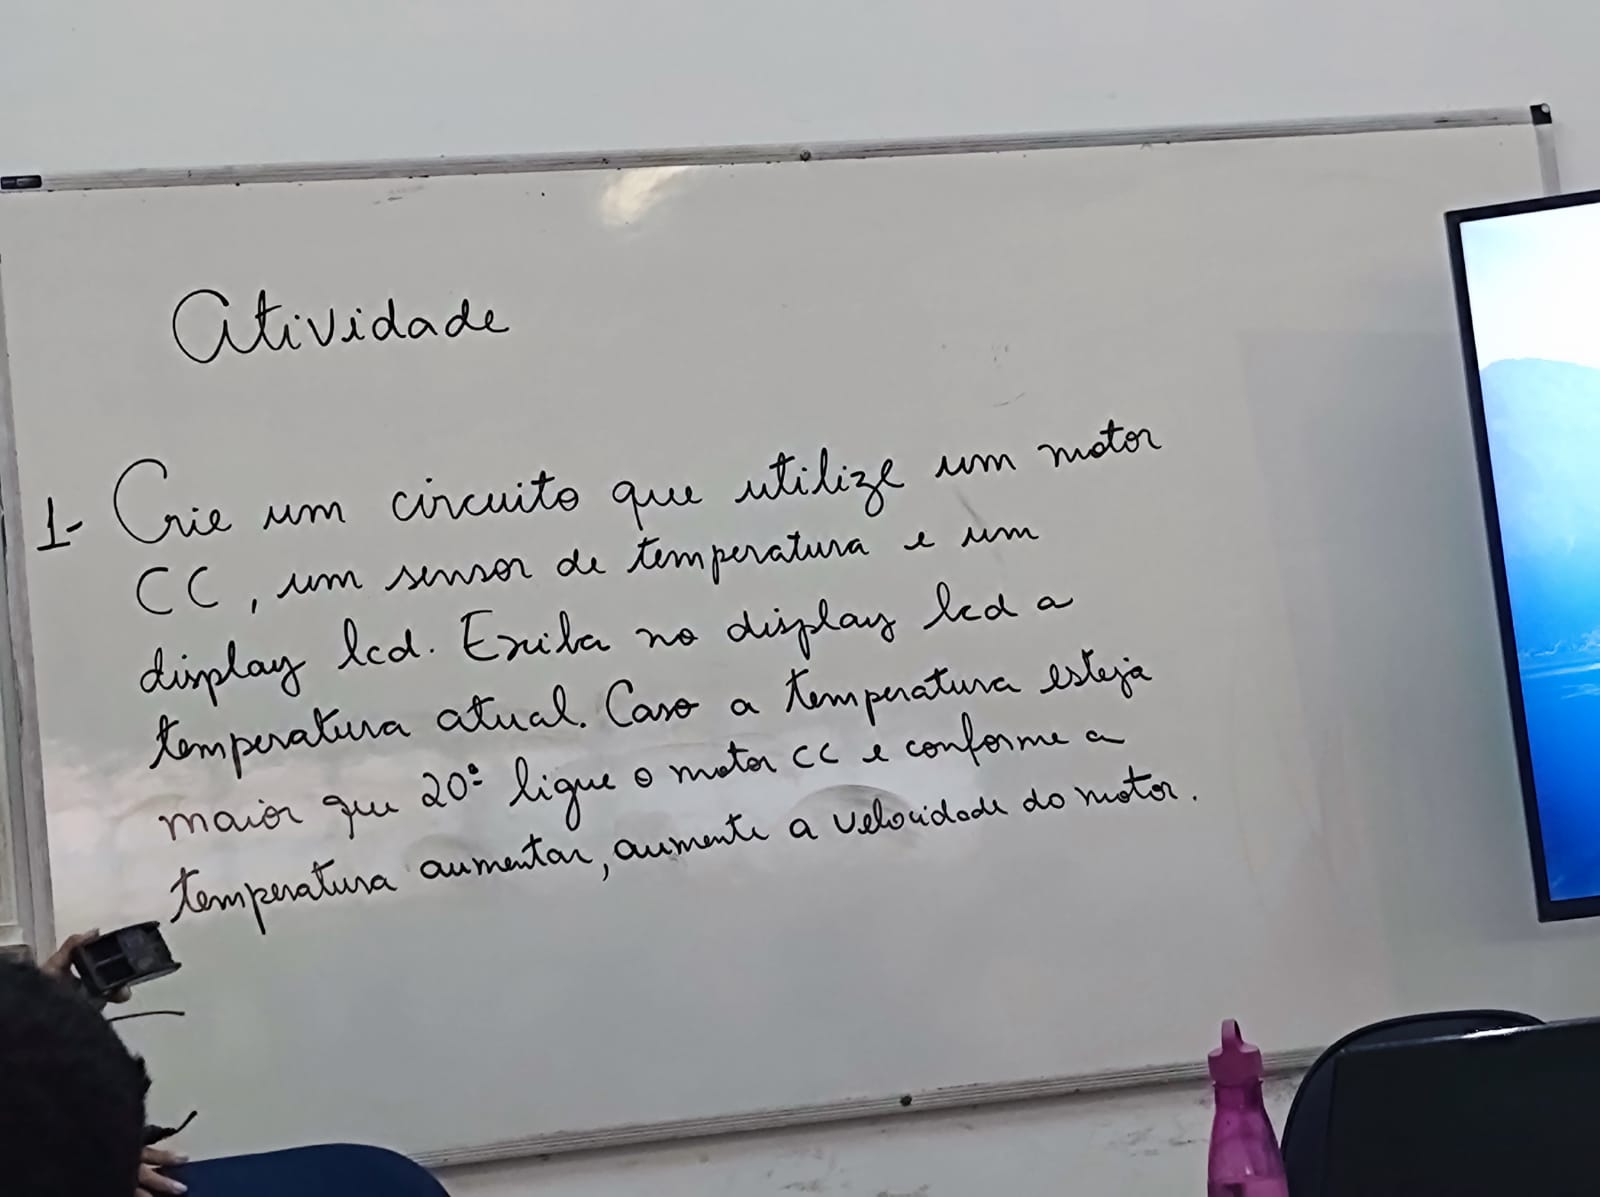 Atividade
1- Crie um circuito que utilize um motor
CC, um sensor de temperatura e um
display lcd. Exiba no display lcd a
temperatura atual. Caso a temperatura esteja
maior que 20° ligue o motor CC e conforme a
temperatura aumentar, aumente a velocidade do motor.